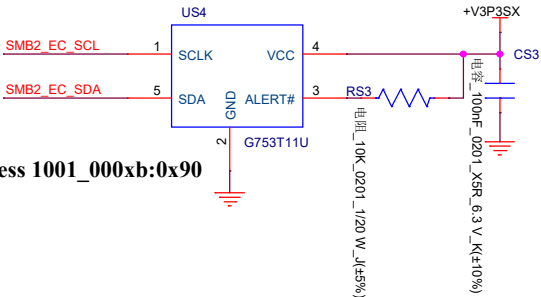 US4
+V3P3SX
SMB2_EC_SCL
1
SCLK
VCC
4
CS3
SMB2_EC_SDA
5
SDA
GND
ALERT#
3
RS3
2
G753T11U
ess 1001_000xb:0x90
电阻_10K_0201_1/20 W_J(±5%)
电容_100nF_0201_X5R_6.3 V_K(±10%)